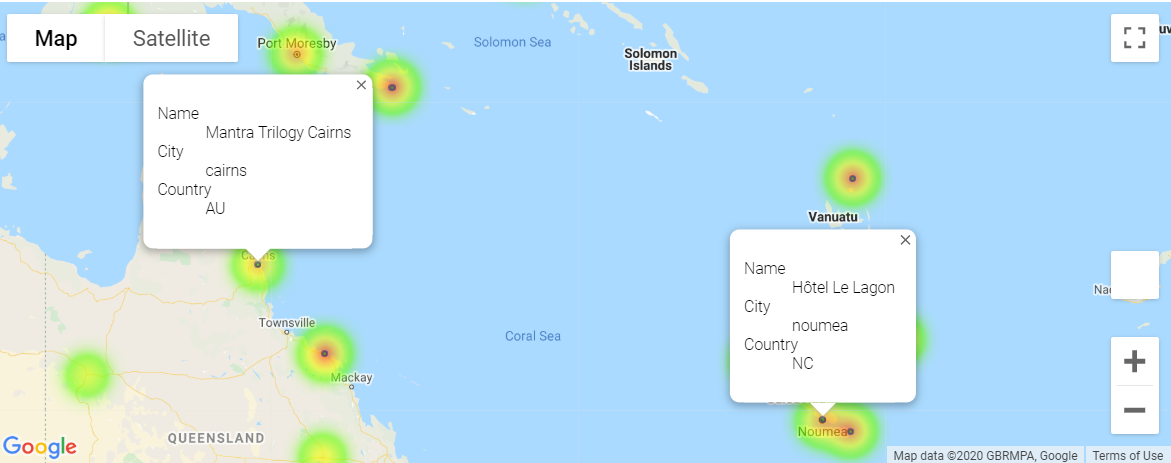 Map Satellite
Port Moresby
Solomon Sea
Solomon
Islands
Name
Mantra Trilogy Cairns
City
cairns
Country
AU
Cairns
Vanuatu
Name
Hôtel Le Lagon
City
noumea
Country
NC
Na
Townsville
Coral Sea
Mackay
Noumea
QUEENSLAND
Google
Map data ©2020 GBRMPA, Google
Terms of Use